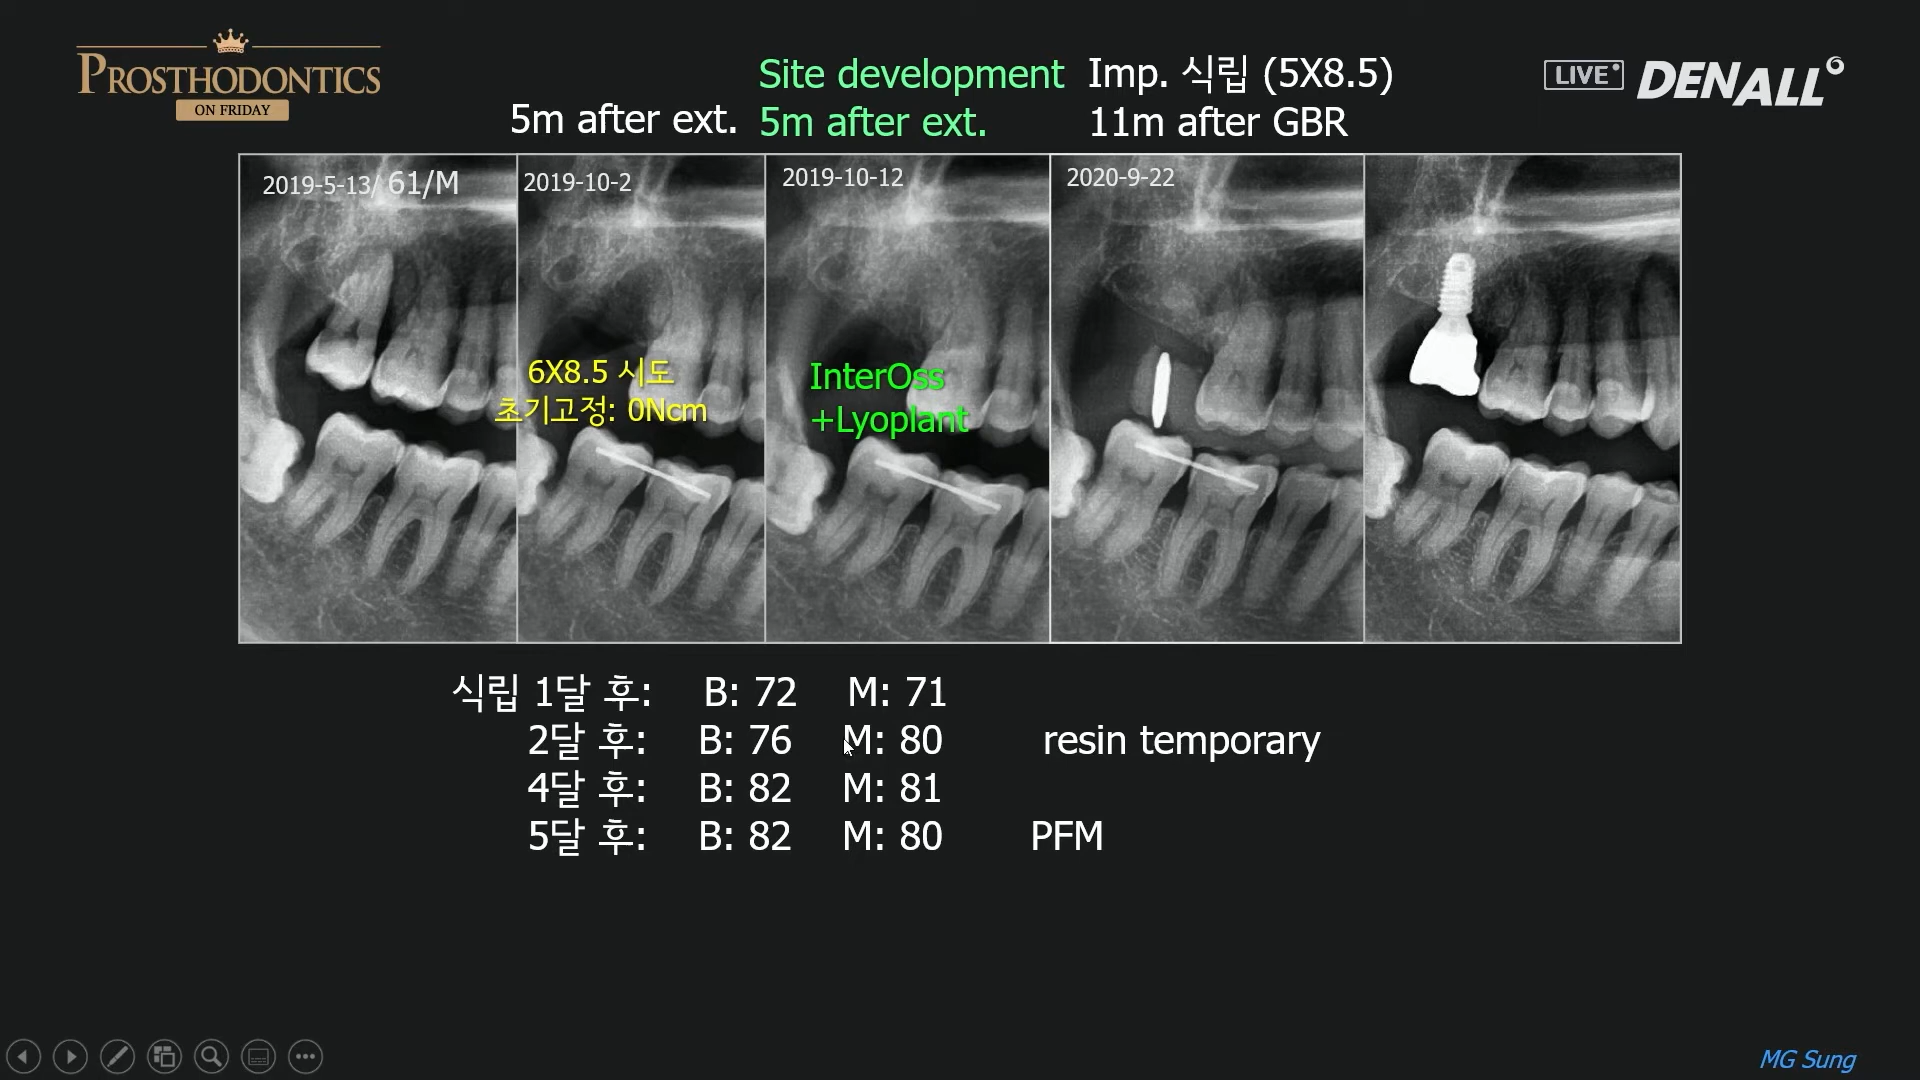 PROSTHODONTICS
ON FRIDAY
5m after ext.
Site development
5m after ext.
Imp. 식립 (5X8.5)
11m after GBR
LIVE
DENALL
2019-5-13/ 61/M
2019-10-2
2019-10-12
2020-9-22
6X8.5 시도
초기고정: 0Ncm
InterOss
+Lyoplant
식립 1달 후: B: 72 M: 71
2달 후: B: 76 M: 80 resin temporary
4달 후: B: 82 M: 81
5달 후: B: 82 M: 80 PFM
MG Sung